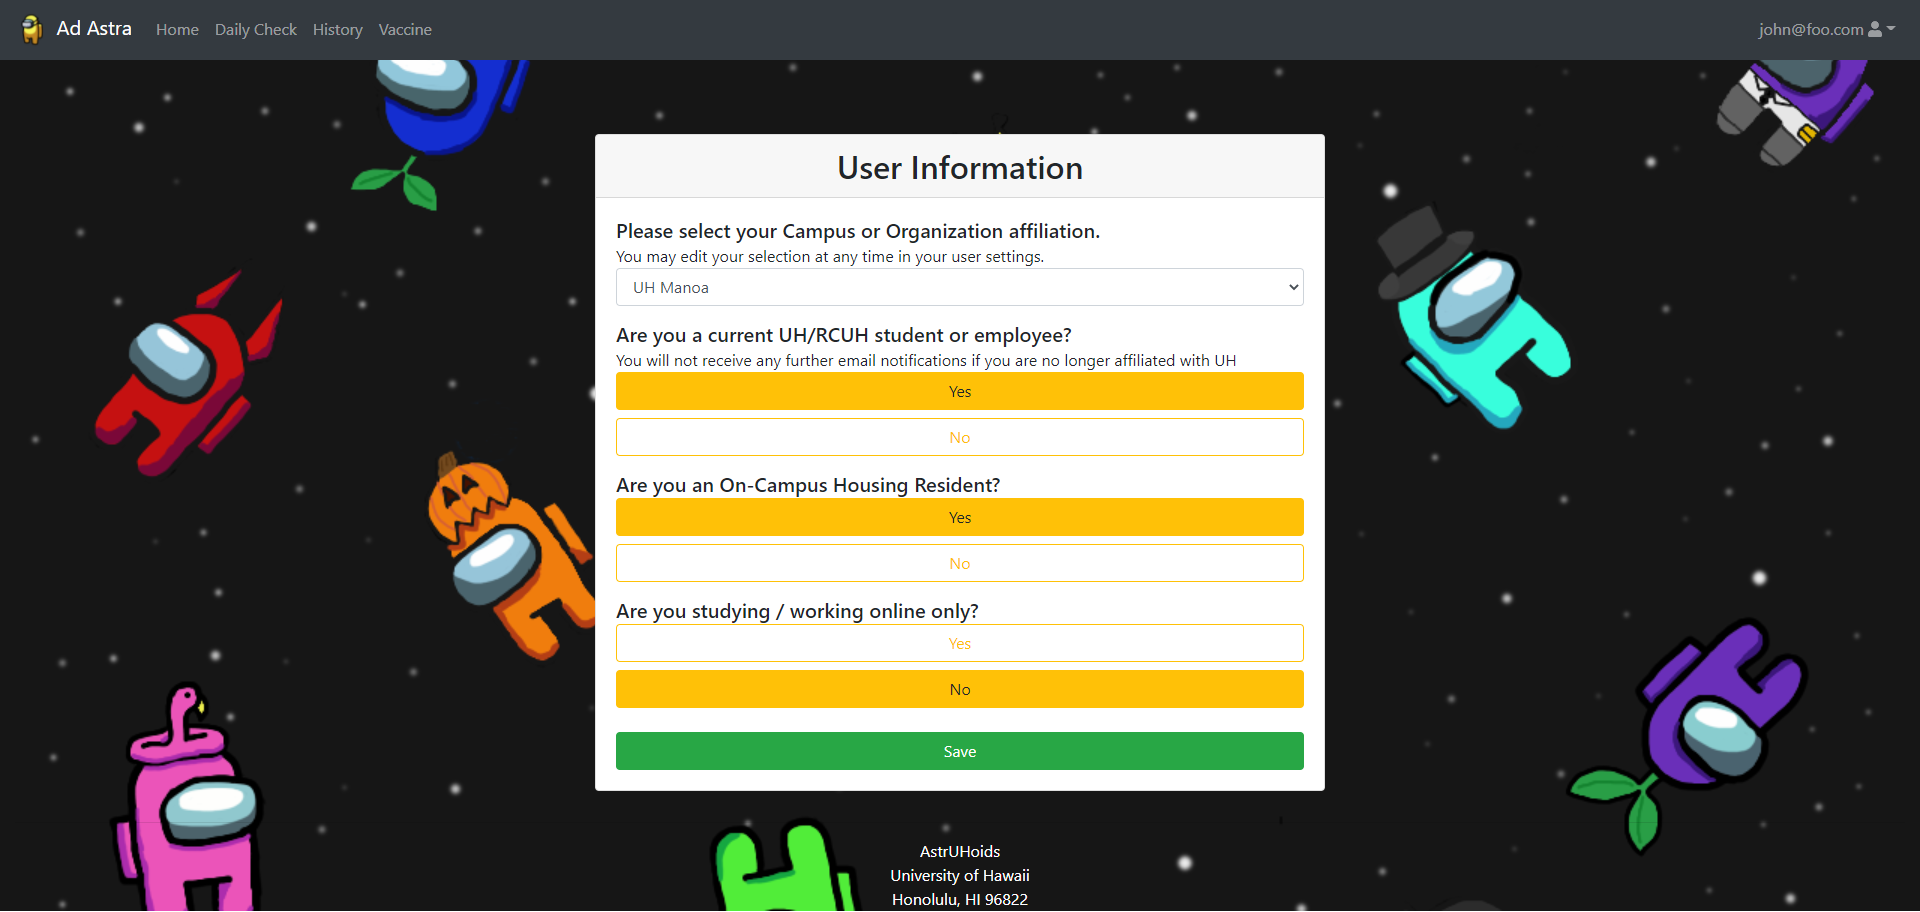 Ad Astra Home Daily Check History Vaccine john@foo.com
User Information
Please select your Campus or Organization affiliation.
You may edit your selection at any time in your user settings.
UH Manoa
Are you a current UH/RCUH student or employee?
You will not receive any further email notifications if you are no longer affiliated with UH
Yes
No
Are you an On-Campus Housing Resident?
Yes
No
Are you studying / working online only?
Yes
No
Save
AstrUHoids
University of Hawaii
Honolulu, HI 96822